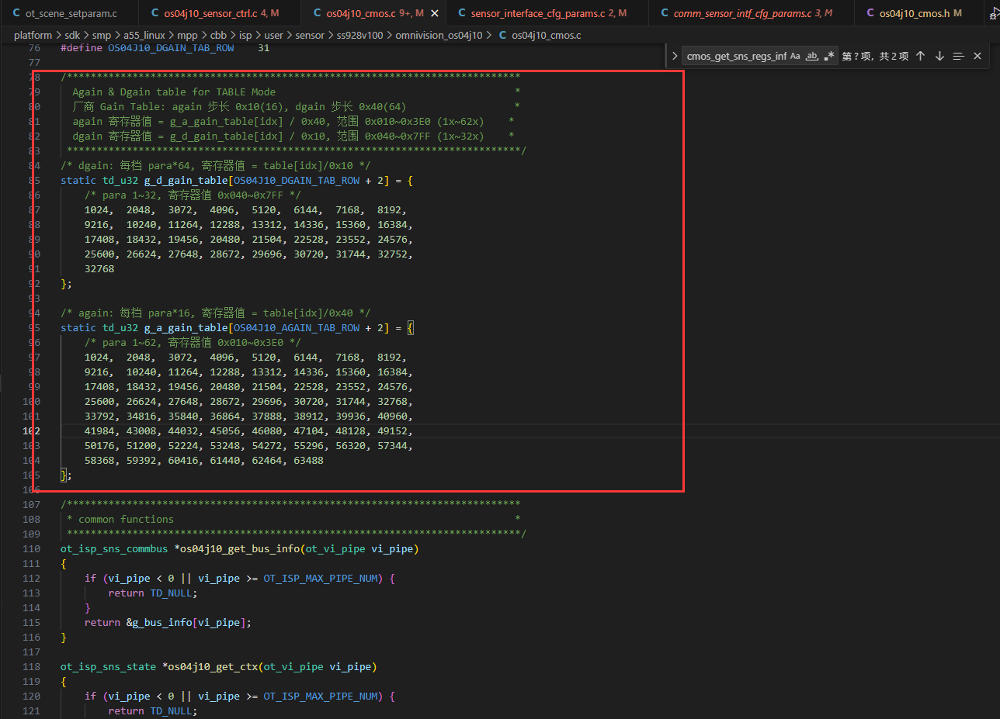 C ot_scene_setparam.c
C os04j10_sensor_ctrl.c 4, M
C os04j10_cmos.c 9+, M ×
C sensor_interface_cfg_params.c 2, M
C comm_sensor_intf_cfg_params.c 3, M
C os04j10_cmos.h M
platform > sdk > smp > a55_linux > mpp > cbb > isp > user > sensor > ss928v100 > omnivision_os04j10 > C os04j10_cmos.c
cmos_get_sns_regs_inf Aa ab .* 第 ? 项, 共 2 项
76 #define OS04J10_DGAIN_TAB_ROW    31
77
78 /****************************************************************************
79   Again & Dgain table for TABLE Mode                                        *
80   厂商 Gain Table: again 步长 0x10(16), dgain 步长 0x40(64)                  *
81   again 寄存器值 = g_a_gain_table[idx] / 0x40, 范围 0x010~0x3E0 (1x~62x)    *
82   dgain 寄存器值 = g_d_gain_table[idx] / 0x10, 范围 0x040~0x7FF (1x~32x)    *
83  ****************************************************************************/
84 /* dgain: 每档 para*64, 寄存器值 = table[idx]/0x10 */
85 static td_u32 g_d_gain_table[OS04J10_DGAIN_TAB_ROW + 2] = {
86     /* para 1~32, 寄存器值 0x040~0x7FF */
87     1024,  2048,  3072,  4096,  5120,  6144,  7168,  8192,
88     9216,  10240, 11264, 12288, 13312, 14336, 15360, 16384,
89     17408, 18432, 19456, 20480, 21504, 22528, 23552, 24576,
90     25600, 26624, 27648, 28672, 29696, 30720, 31744, 32752,
91     32768
92 };
93
94 /* again: 每档 para*16, 寄存器值 = table[idx]/0x40 */
95 static td_u32 g_a_gain_table[OS04J10_AGAIN_TAB_ROW + 2] = {
96     /* para 1~62, 寄存器值 0x010~0x3E0 */
97     1024,  2048,  3072,  4096,  5120,  6144,  7168,  8192,
98     9216,  10240, 11264, 12288, 13312, 14336, 15360, 16384,
99     17408, 18432, 19456, 20480, 21504, 22528, 23552, 24576,
100     25600, 26624, 27648, 28672, 29696, 30720, 31744, 32768,
101     33792, 34816, 35840, 36864, 37888, 38912, 39936, 40960,
102     41984, 43008, 44032, 45056, 46080, 47104, 48128, 49152,
103     50176, 51200, 52224, 53248, 54272, 55296, 56320, 57344,
104     58368, 59392, 60416, 61440, 62464, 63488
105 };
106
107 /****************************************************************************
108  * common functions                                                         *
109  ****************************************************************************/
110 ot_isp_sns_commbus *os04j10_get_bus_info(ot_vi_pipe vi_pipe)
111 {
112     if (vi_pipe < 0 || vi_pipe >= OT_ISP_MAX_PIPE_NUM) {
113         return TD_NULL;
114     }
115     return &g_bus_info[vi_pipe];
116 }
117
118 ot_isp_sns_state *os04j10_get_ctx(ot_vi_pipe vi_pipe)
119 {
120     if (vi_pipe < 0 || vi_pipe >= OT_ISP_MAX_PIPE_NUM) {
121         return TD_NULL;